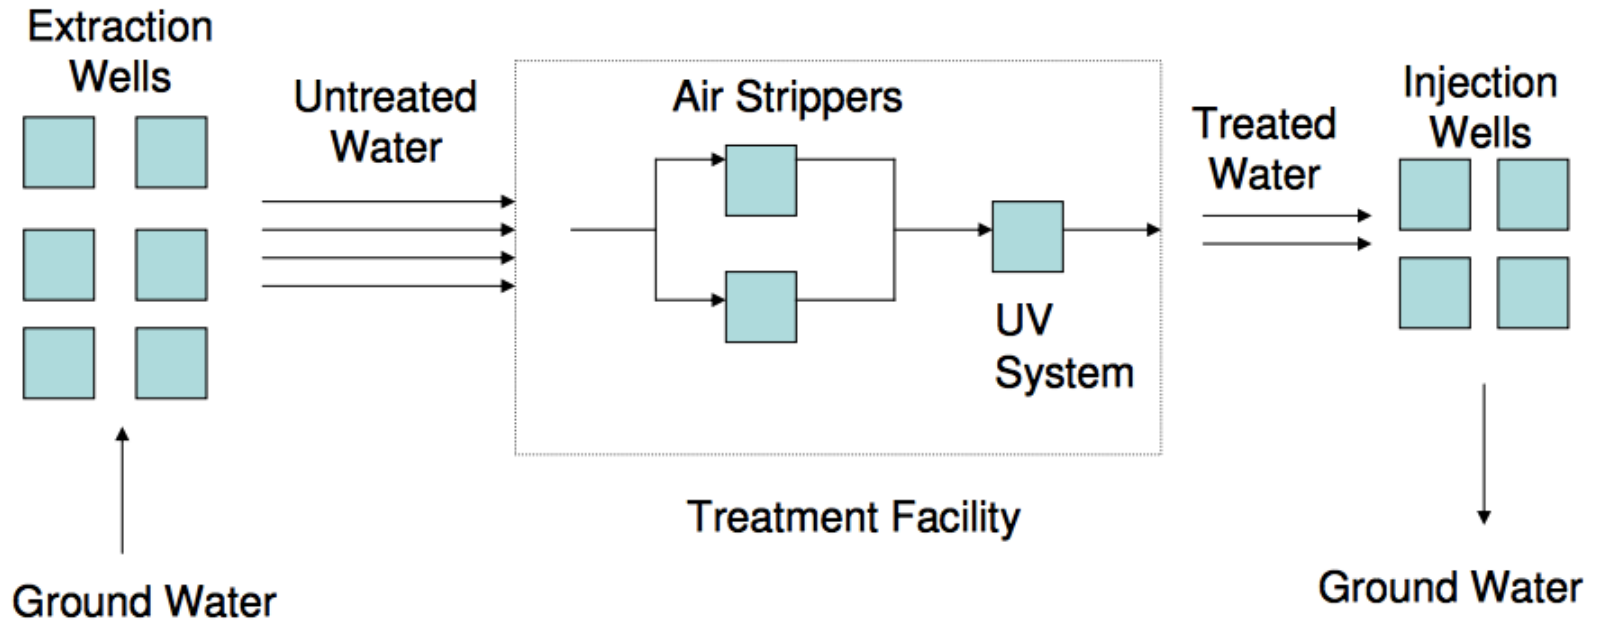 Extraction
Wells
Untreated
Water
Air Strippers
UV
System
Treatment Facility
Treated
Water
Injection
Wells
Ground Water
Ground Water